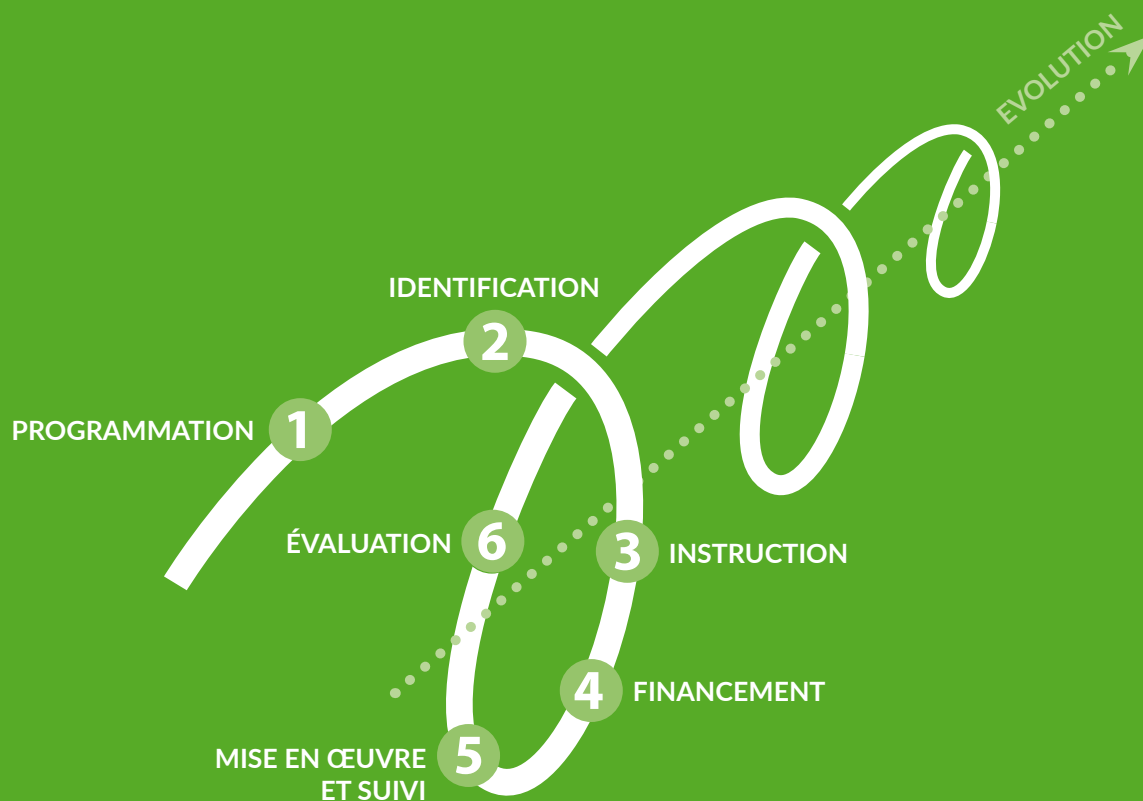 EVOLUTION
IDENTIFICATION
2
PROGRAMMATION 1
ÉVALUATION 6
3 INSTRUCTION
4 FINANCEMENT
MISE EN ŒUVRE
ET SUIVI
5